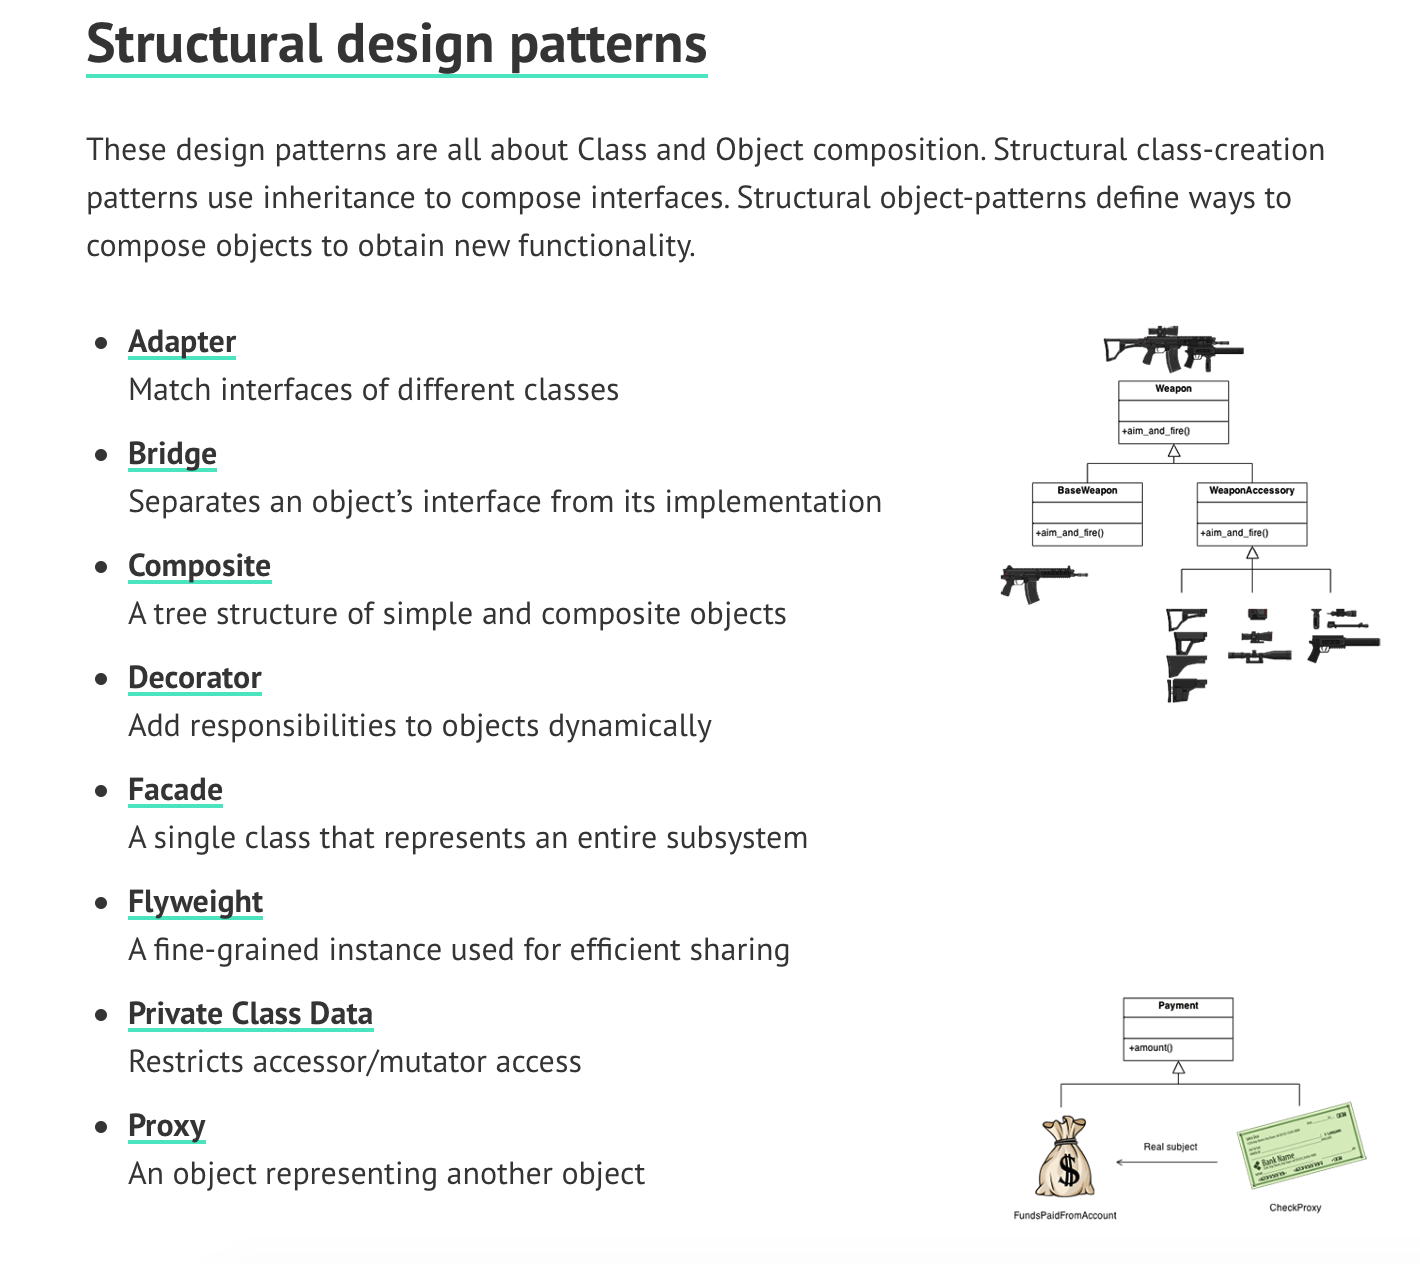 Structural design patterns
These design patterns are all about Class and Object composition. Structural class-creation
patterns use inheritance to compose interfaces. Structural object-patterns define ways to
compose objects to obtain new functionality.
Adapter
Match interfaces of different classes
Bridge
Separates an object’s interface from its implementation
Composite
A tree structure of simple and composite objects
Decorator
Add responsibilities to objects dynamically
Facade
A single class that represents an entire subsystem
Flyweight
A fine-grained instance used for efficient sharing
Private Class Data
Restricts accessor/mutator access
Proxy
An object representing another object
Weapon
+aim_and_fire()
BaseWeapon
+aim_and_fire()
WeaponAccessory
+aim_and_fire()
Payment
+amount()
Real subject
$
Bank Name
FundsPaidFromAccount
CheckProxy